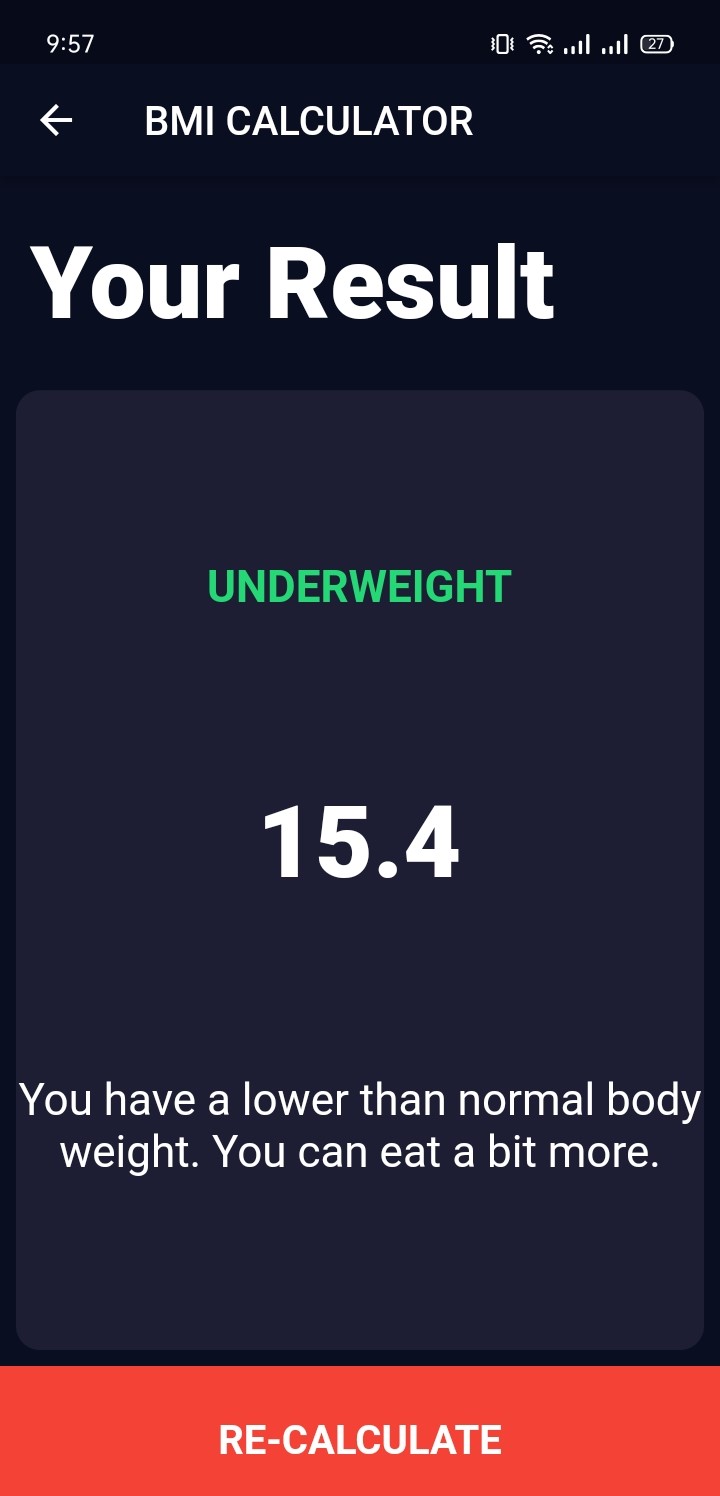 9:57
27
BMI CALCULATOR
Your Result
UNDERWEIGHT
15.4
You have a lower than normal body
weight. You can eat a bit more.
RE-CALCULATE